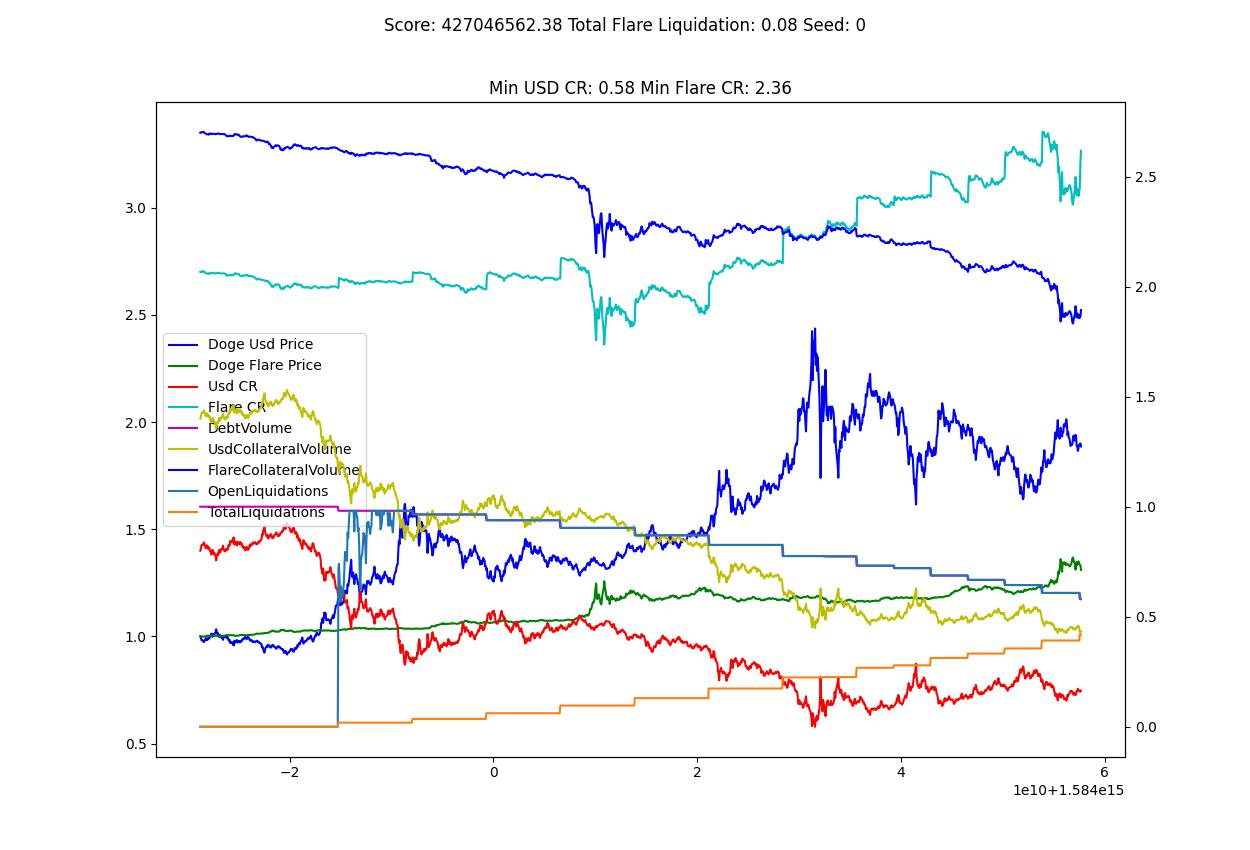 Score: 427046562.38 Total Flare Liquidation: 0.08 Seed: 0
Min USD CR: 0.58 Min Flare CR: 2.36
3.0
2.5
2.0
1.5
1.0
0.5
Doge Usd Price
Doge Flare Price
Usd CR
Flare CR
DebtVolume
UsdCollateralVolume
FlareCollateralVolume
OpenLiquidations
TotalLiquidations
2.5
2.0
1.5
1.0
0.5
0.0
−2
0
2
4
6
1e10+1.584e15